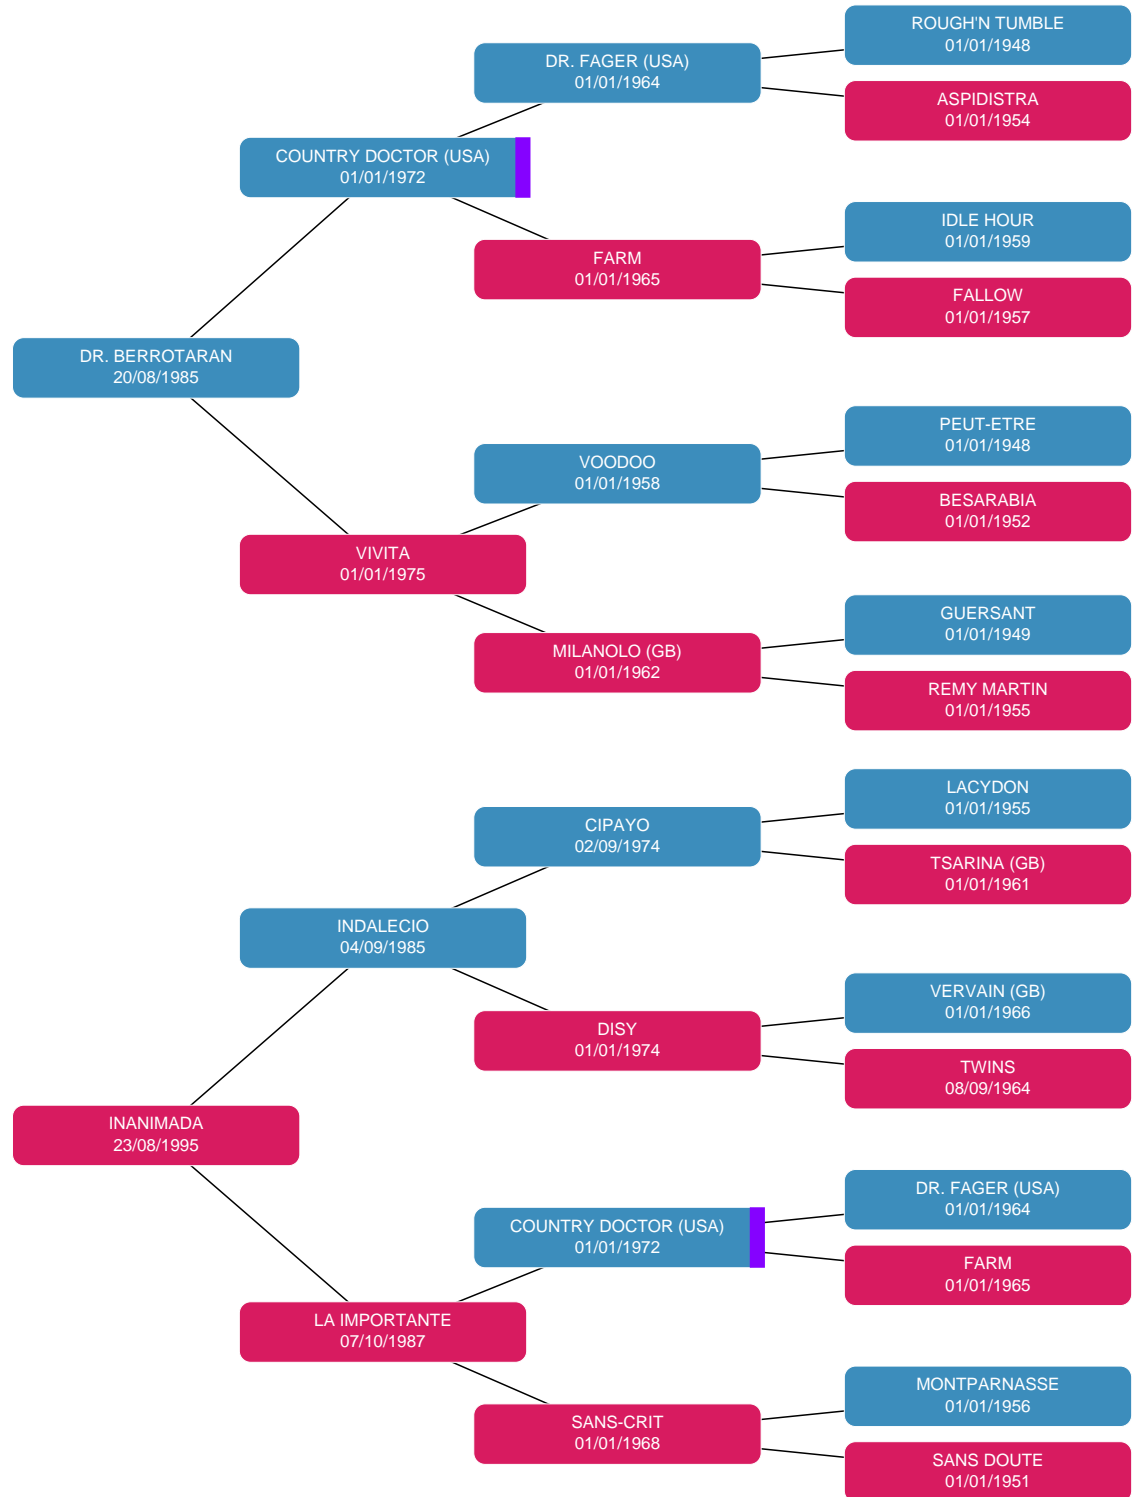 ROUGH'N TUMBLE
01/01/1948
DR. FAGER (USA)
01/01/1964
ASPIDISTRA
01/01/1954
COUNTRY DOCTOR (USA)
01/01/1972
IDLE HOUR
01/01/1959
FARM
01/01/1965
FALLOW
01/01/1957
DR. BERROTARAN
20/08/1985
PEUT-ETRE
01/01/1948
VOODOO
01/01/1958
BESARABIA
01/01/1952
VIVITA
01/01/1975
GUERSANT
01/01/1949
MILANOLO (GB)
01/01/1962
REMY MARTIN
01/01/1955
LACYDON
01/01/1955
CIPAYO
02/09/1974
TSARINA (GB)
01/01/1961
INDALECIO
04/09/1985
VERVAIN (GB)
01/01/1966
DISY
01/01/1974
TWINS
08/09/1964
INANIMADA
23/08/1995
DR. FAGER (USA)
01/01/1964
COUNTRY DOCTOR (USA)
01/01/1972
FARM
01/01/1965
LA IMPORTANTE
07/10/1987
MONTPARNASSE
01/01/1956
SANS-CRIT
01/01/1968
SANS DOUTE
01/01/1951